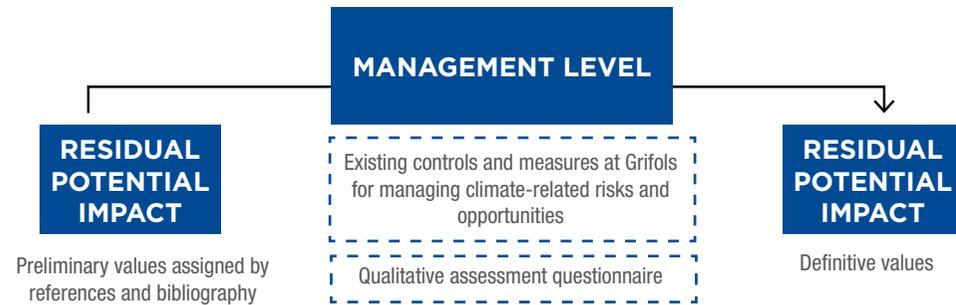 MANAGEMENT LEVEL
RESIDUAL
POTENTIAL
IMPACT
Preliminary values assigned by
references and bibliography
Existing controls and measures at Grifols
for managing climate-related risks and
opportunities
Qualitative assessment questionnaire
RESIDUAL
POTENTIAL
IMPACT
Definitive values